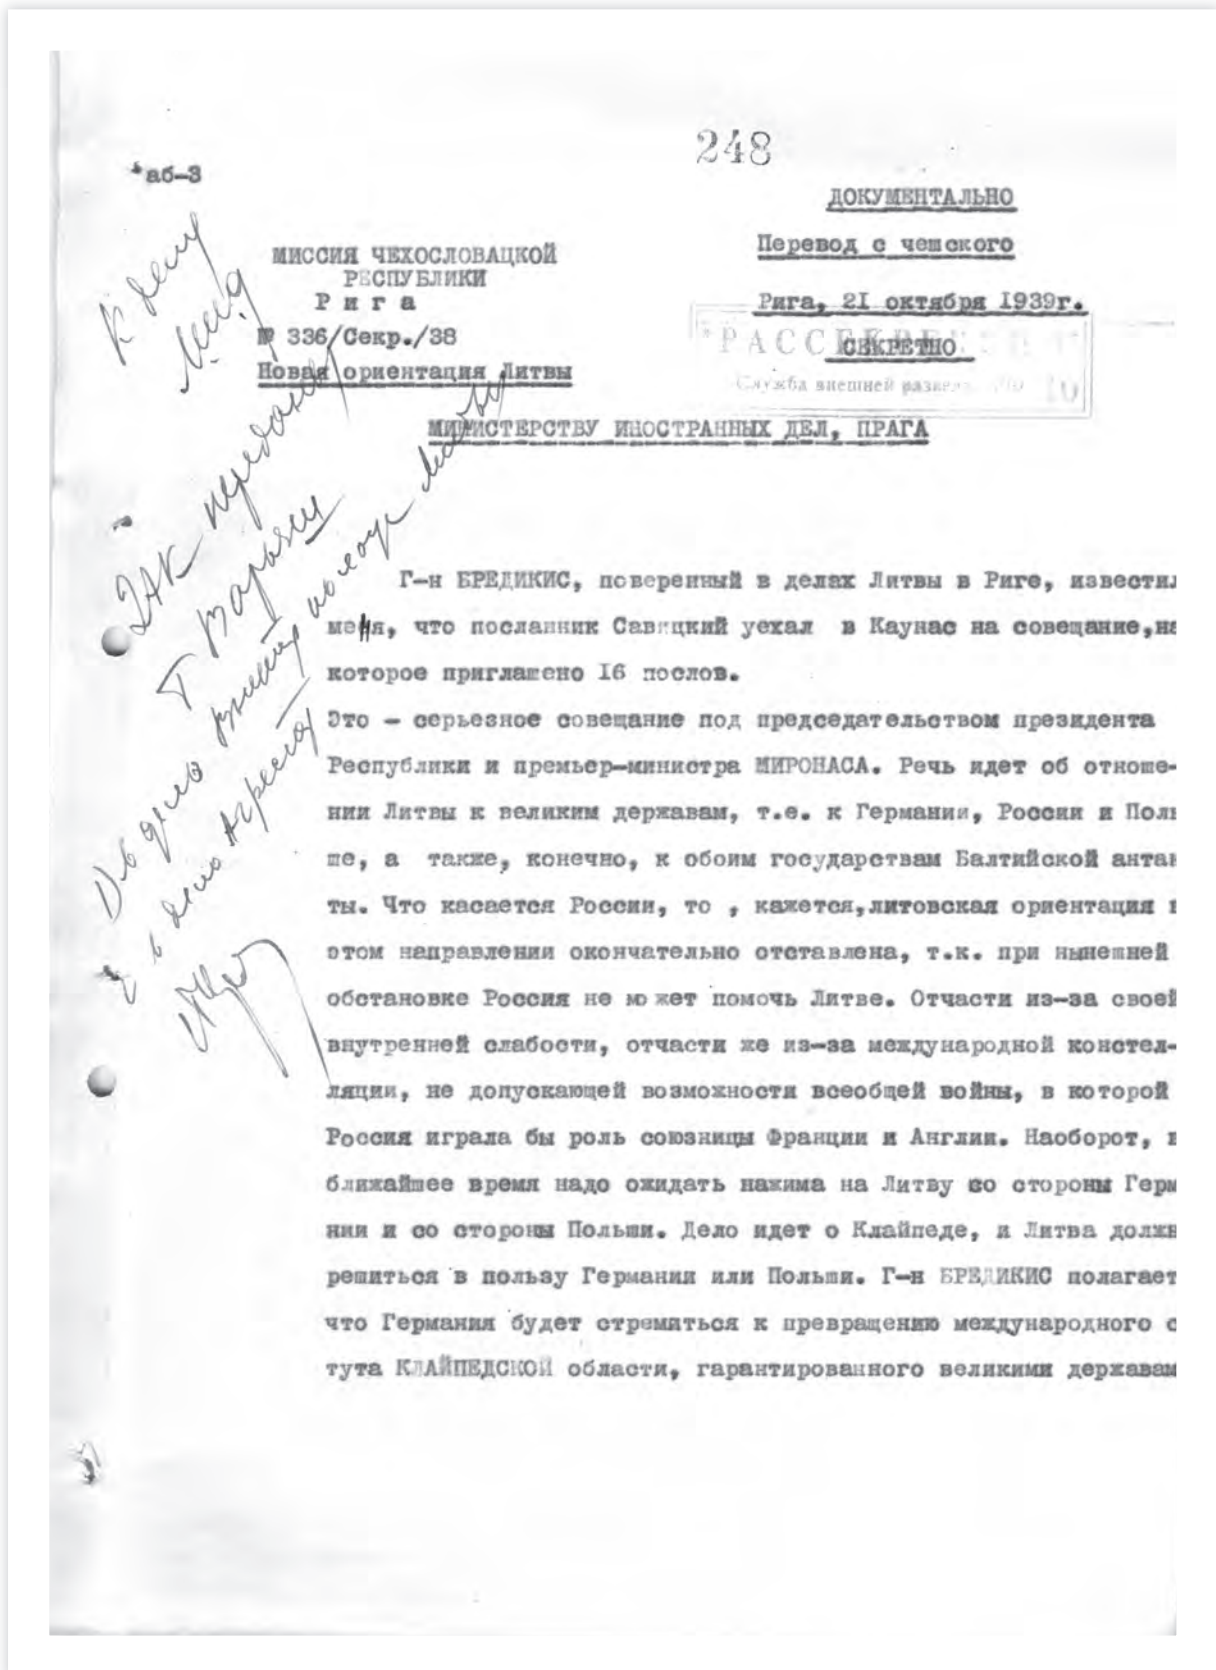 248
аб-3
ДОКУМЕНТАЛЬНО
Перевод с чешского
МИССИЯ ЧЕХОСЛОВАЦКОЙ
РЕСПУБЛИКИ
Рига
Рига, 21 октября 1939г.
№ 336/Секр./38
СЕКРЕТНО
Новая ориентация Литвы
Служба внешней
МИНИСТЕРСТВУ ИНОСТРАННЫХ ДЕЛ, ПРАГА
К делу
Г-н БРЕДИКИС, поверенный в делах Литвы в Риге, известил
меня, что посланник Савицкий уехал в Каунас на совещание,на
которое приглашено 16 послов.
Это - серьезное совещание под председательством президента
Республики и премьер-министра МИРОНАСА. Речь идет об отноше-
нии Литвы к великим державам, т.е. к Германии, России и Поль
ше, а также, конечно, к обоим государствам Балтийской антан
ты. Что касается России, то , кажется,литовская ориентация в
этом направлении окончательно отставлена, т.к. при нынешней
обстановке Россия не может помочь Литве. Отчасти из-за своей
внутренней слабости, отчасти же из-за международной констел-
ляции, не допускающей возможности всеобщей войны, в которой
Россия играла бы роль союзницы Франции и Англии. Наоборот, в
ближайшее время надо ожидать нажима на Литву со стороны Герм
нии и со стороны Польши. Дело идет о Клайпеде, и Литва должн
решиться в пользу Германии или Польши. Г-н БРЕДИКИС полагает
что Германия будет стремиться к превращению международного с
тута КЛАЙПЕДСКОЙ области, гарантированного великими державам